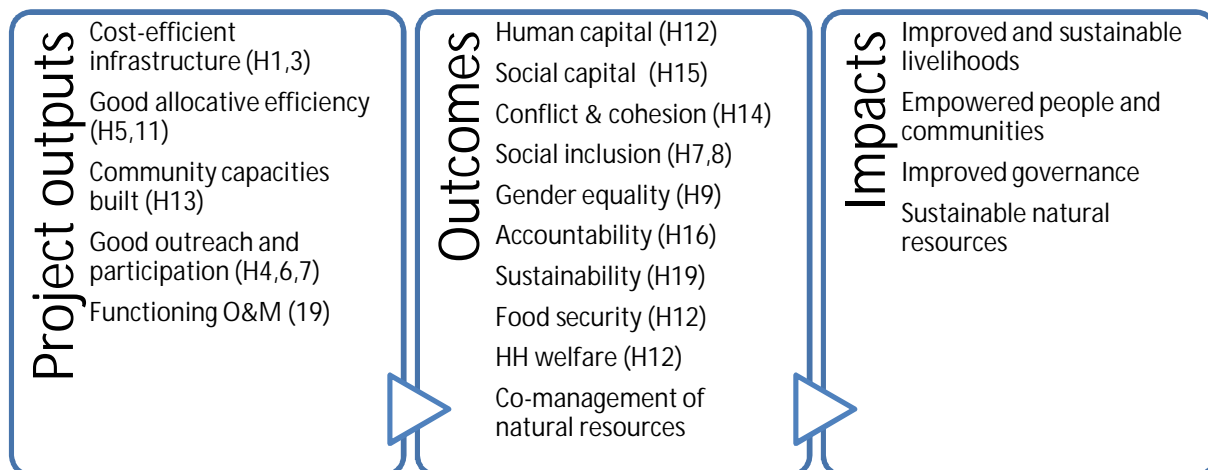 Project outputs
Cost-efficient
infrastructure (H1,3)
Good allocative efficiency
(H5,11)
Community capacities
built (H13)
Good outreach and
participation (H4,6,7)
Functioning O&M (19)
Outcomes
Human capital (H12)
Social capital (H15)
Conflict & cohesion (H14)
Social inclusion (H7,8)
Gender equality (H9)
Accountability (H16)
Sustainability (H19)
Food security (H12)
HH welfare (H12)
Co-management of
natural resources
Impacts
Improved and sustainable
livelihoods
Empowered people and
communities
Improved governance
Sustainable natural
resources